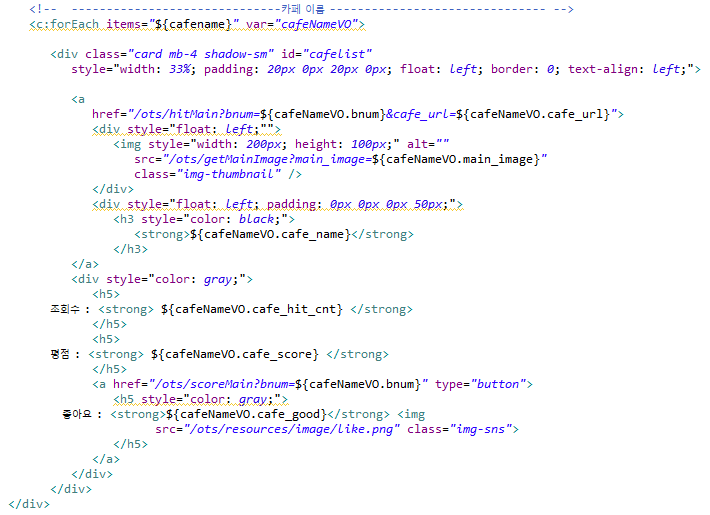 <!-- ------------------------------카페 이름 ------------------------------- -->
<c:forEach items="${cafename}" var="cafeNameVO">
<div class="card mb-4 shadow-sm" id="cafelist"
style="width: 33%; padding: 20px 0px 20px 0px; float: left; border: 0; text-align: left;">
<a
href="/ots/hitMain?bnum=${cafeNameVO.bnum}&cafe_url=${cafeNameVO.cafe_url}">
<div style="float: left;"">
<img style="width: 200px; height: 100px;" alt=""
src="/ots/getMainImage?main_image=${cafeNameVO.main_image}"
class="img-thumbnail" />
</div>
<div style="float: left; padding: 0px 0px 0px 50px;">
<h3 style="color: black;">
<strong>${cafeNameVO.cafe_name}</strong>
</h3>
</a>
<div style="color: gray;">
<h5>
조회수 : <strong> ${cafeNameVO.cafe_hit_cnt} </strong>
</h5>
<h5>
평점 : <strong> ${cafeNameVO.cafe_score} </strong>
</h5>
<a href="/ots/scoreMain?bnum=${cafeNameVO.bnum}" type="button">
<h5 style="color: gray;">
좋아요 : <strong>${cafeNameVO.cafe_good}</strong> <img
src="/ots/resources/image/like.png" class="img-sns">
</h5>
</a>
</div>
</div>
</div>